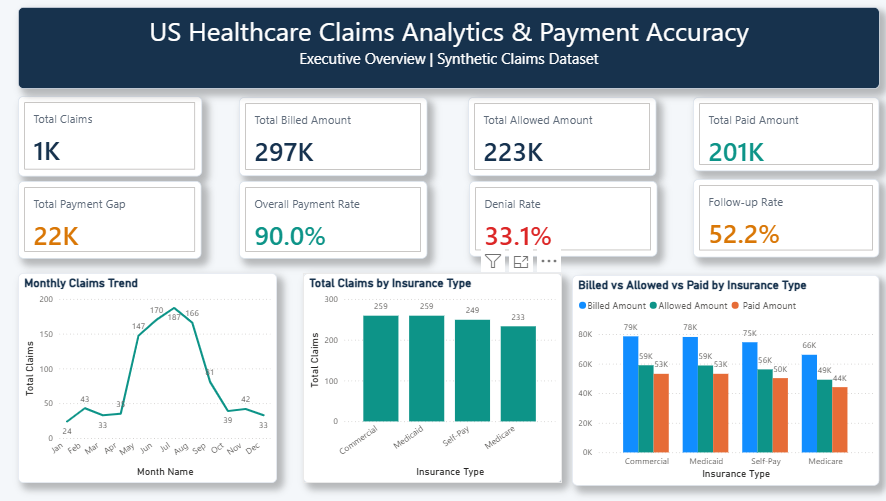 US Healthcare Claims Analytics & Payment Accuracy
Executive Overview | Synthetic Claims Dataset
Total Claims
1K
Total Billed Amount
297K
Total Allowed Amount
223K
Total Paid Amount
201K
Total Payment Gap
22K
Overall Payment Rate
90.0%
Denial Rate
33.1%
Follow-up Rate
52.2%
Monthly Claims Trend
Total Claims
200
150
100
50
0
24
43
33
147
170
187
166
39
42
33
Jan
Feb
Mar
Apr
May
Jun
Jul
Aug
Sep
Oct
Nov
Dec
Month Name
Total Claims by Insurance Type
Total Claims
300
200
100
0
259
259
249
233
Commercial
Medicaid
Self-Pay
Medicare
Insurance Type
Billed vs Allowed vs Paid by Insurance Type
Billed Amount Allowed Amount Paid Amount
80K
60K
40K
20K
0K
79K
59K
53K
78K
59K
53K
75K
56K
50K
66K
49K
44K
Commercial
Medicaid
Self-Pay
Medicare
Insurance Type